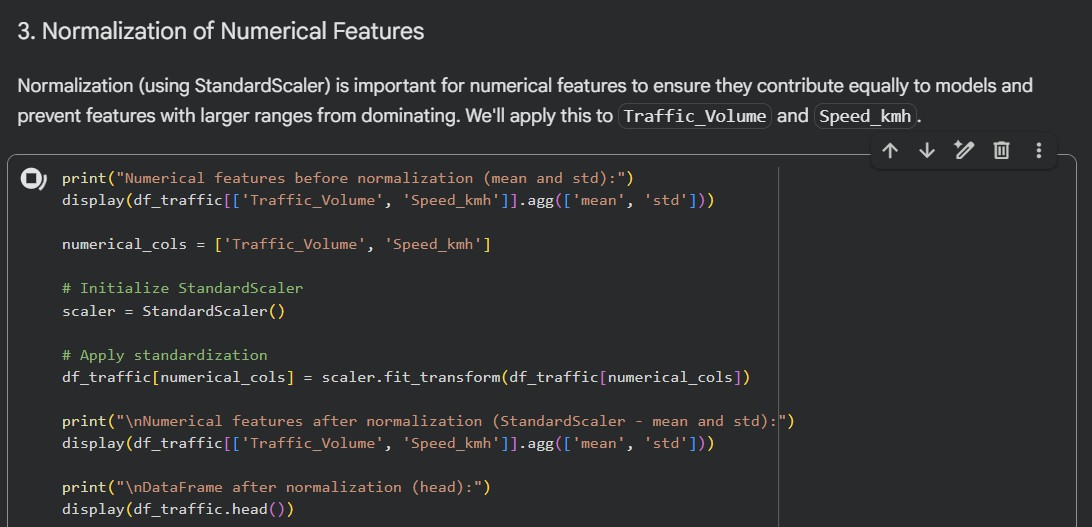 3. Normalization of Numerical Features
Normalization (using StandardScaler) is important for numerical features to ensure they contribute equally to models and
prevent features with larger ranges from dominating. We'll apply this to Traffic_Volume and Speed_kmh.
print("Numerical features before normalization (mean and std):")
display(df_traffic[['Traffic_Volume', 'Speed_kmh']].agg(['mean', 'std']))
numerical_cols = ['Traffic_Volume', 'Speed_kmh']
# Initialize StandardScaler
scaler = StandardScaler()
# Apply standardization
df_traffic[numerical_cols] = scaler.fit_transform(df_traffic[numerical_cols])
print("\nNumerical features after normalization (StandardScaler - mean and std):")
display(df_traffic[['Traffic_Volume', 'Speed_kmh']].agg(['mean', 'std']))
print("\nDataFrame after normalization (head):")
display(df_traffic.head())